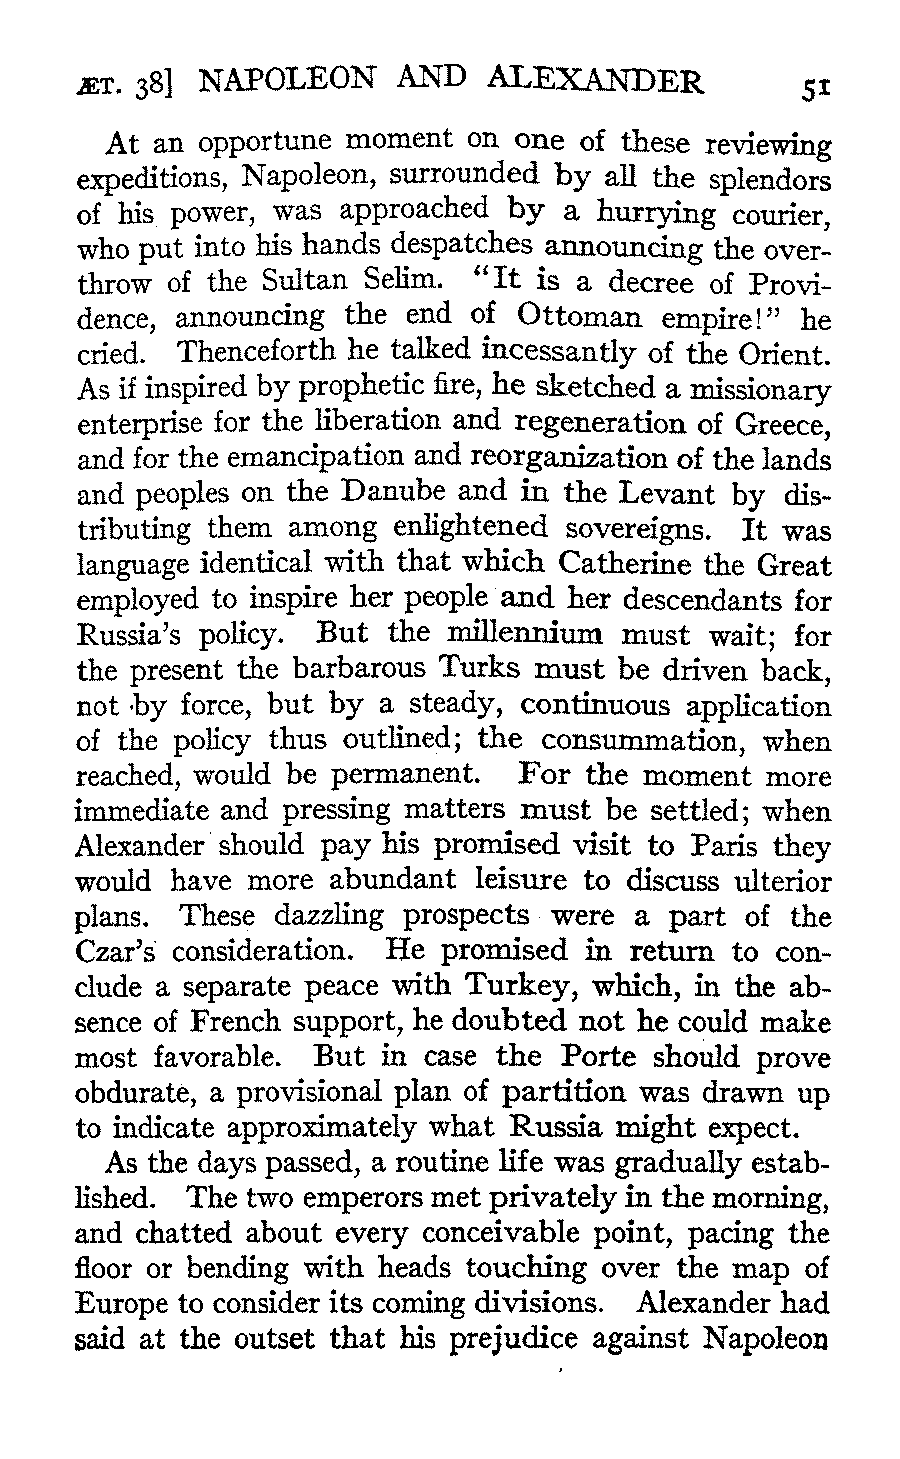 ÆT. 38] NAPOLEON AND ALEXANDER 51
At an opportune moment on one of these reviewing
expeditions, Napoleon, surrounded by all the splendors
of his power, was approached by a hurrying courier,
who put into his hands despatches announcing the over-
throw of the Sultan Selim. "It is a decree of Provi-
dence, announcing the end of Ottoman empire!" he
cried. Thenceforth he talked incessantly of the Orient.
As if inspired by prophetic fire, he sketched a missionary
enterprise for the liberation and regeneration of Greece,
and for the emancipation and reorganization of the lands
and peoples on the Danube and in the Levant by dis-
tributing them among enlightened sovereigns. It was
language identical with that which Catherine the Great
employed to inspire her people and her descendants for
Russia's policy. But the millennium must wait; for
the present the barbarous Turks must be driven back,
not by force, but by a steady, continuous application
of the policy thus outlined; the consummation, when
reached, would be permanent. For the moment more
immediate and pressing matters must be settled; when
Alexander should pay his promised visit to Paris they
would have more abundant leisure to discuss ulterior
plans. These dazzling prospects were a part of the
Czar's consideration. He promised in return to con-
clude a separate peace with Turkey, which, in the ab-
sence of French support, he doubted not he could make
most favorable. But in case the Porte should prove
obdurate, a provisional plan of partition was drawn up
to indicate approximately what Russia might expect.
As the days passed, a routine life was gradually estab-
lished. The two emperors met privately in the morning,
and chatted about every conceivable point, pacing the
floor or bending with heads touching over the map of
Europe to consider its coming divisions. Alexander had
said at the outset that his prejudice against Napoleon